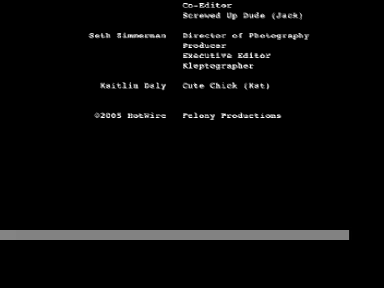 Co-Editor
Screwed Up Dude (Jack)
Seth Zimmerman Director of Photography
Producer
Executive Editor
Kleptographer
Kaitlin Daly Cute Chick (Kat)
©2005 HotWire Felony Productions